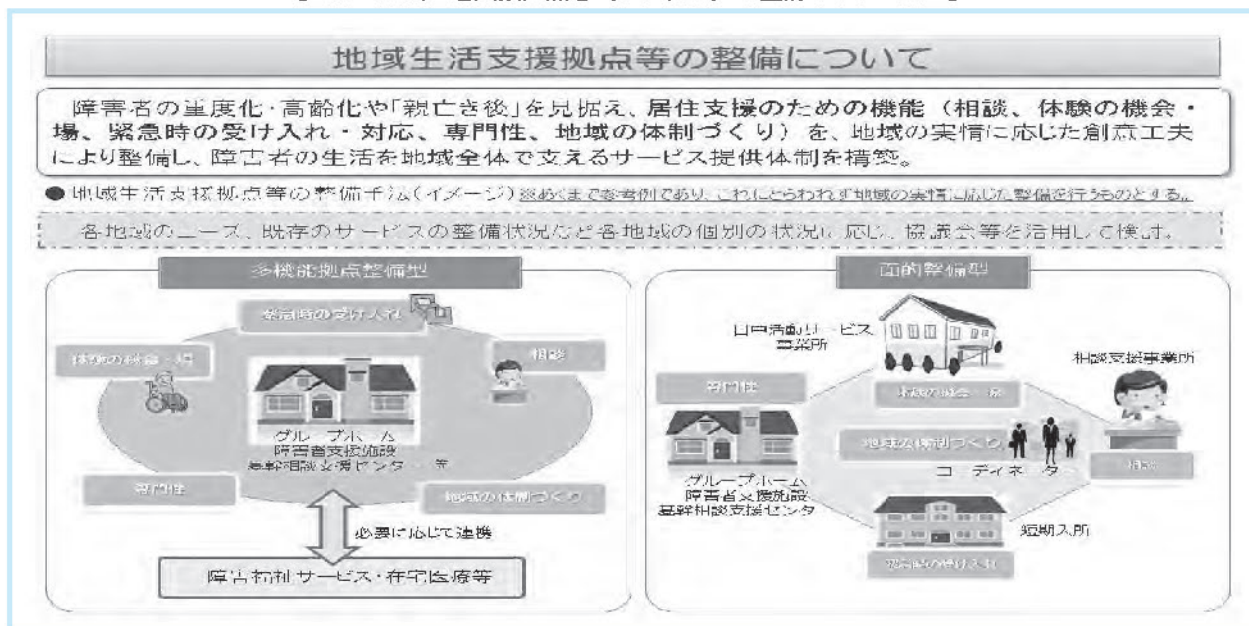 地域生活支援拠点等の整備について
障害者の重度化・高齢化や「親亡き後」を見据え、居住支援のための機能（相談、体験の機会・
場、緊急時の受け入れ・対応、専門性、地域の体制づくり）を、地域の実情に応じた創意工夫
により整備し、障害者の生活を地域全体で支えるサービス提供体制を構築。
●地域生活支援拠点等の整備手法（イメージ）※あくまで参考例であり、これにとらわれず地域の実情に応じた整備を行うものとする。
各地域のニーズ、既存のサービスの整備状況など各地域の個別の状況に応じ、協議会等を活用して検討。
多機能拠点整備型
緊急時の受け入れ
体験の機会・場
相談
グループホーム
障害者支援施設
基幹相談支援センター 等
専門性
地域の体制づくり
必要に応じて連携
障害福祉サービス・在宅医療等
面的整備型
日中活動サービス
事業所
相談支援事業所
専門性
体験の機会・場
地域の体制づくり
コーディネーター
相談
グループホーム
障害者支援施設
基幹相談支援センター
短期入所
緊急時の受け入れ